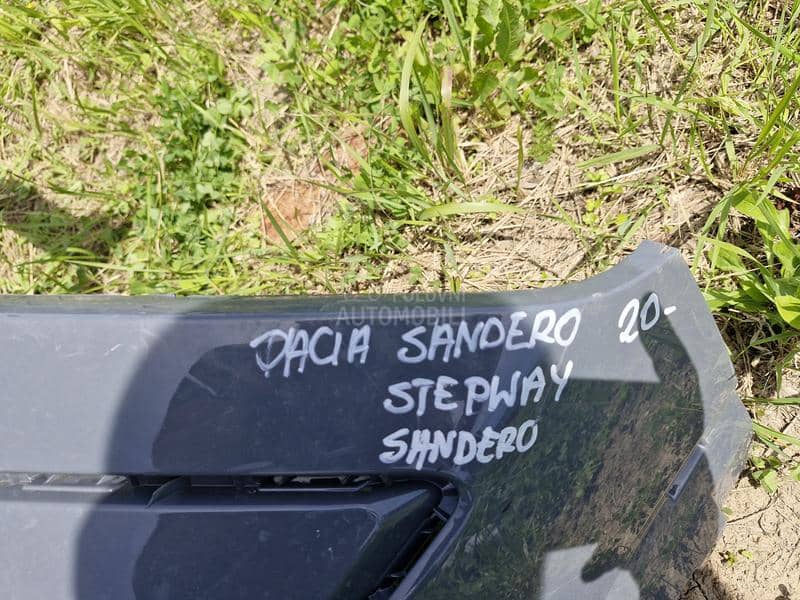 DACIA SANDERO 20-
STEPWAY
SANDERO
POLOVNI
AUTOMOBILI